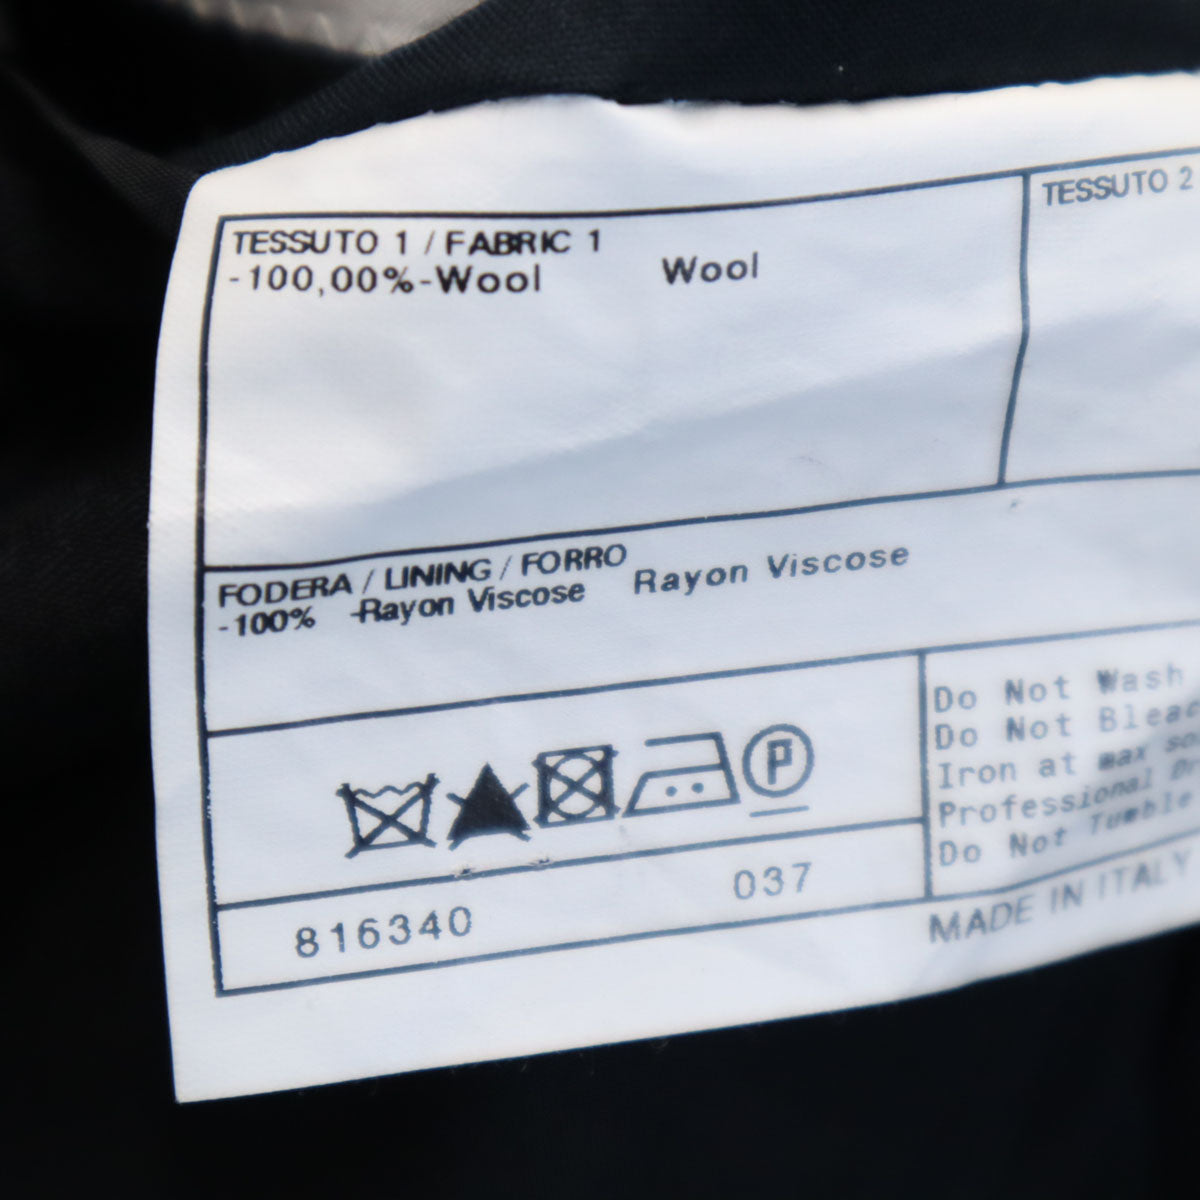 TESSUTO 1 / FABRIC 1
-100,00%-Wool Wool
TESSUTO 2
FODERA / LINING / FORRO
-100% -Rayon Viscose Rayon Viscose
P
Do Not Wash
Do Not
Iron at max
Professional
Do Not Tumble
816340 037
MADE IN ITALY